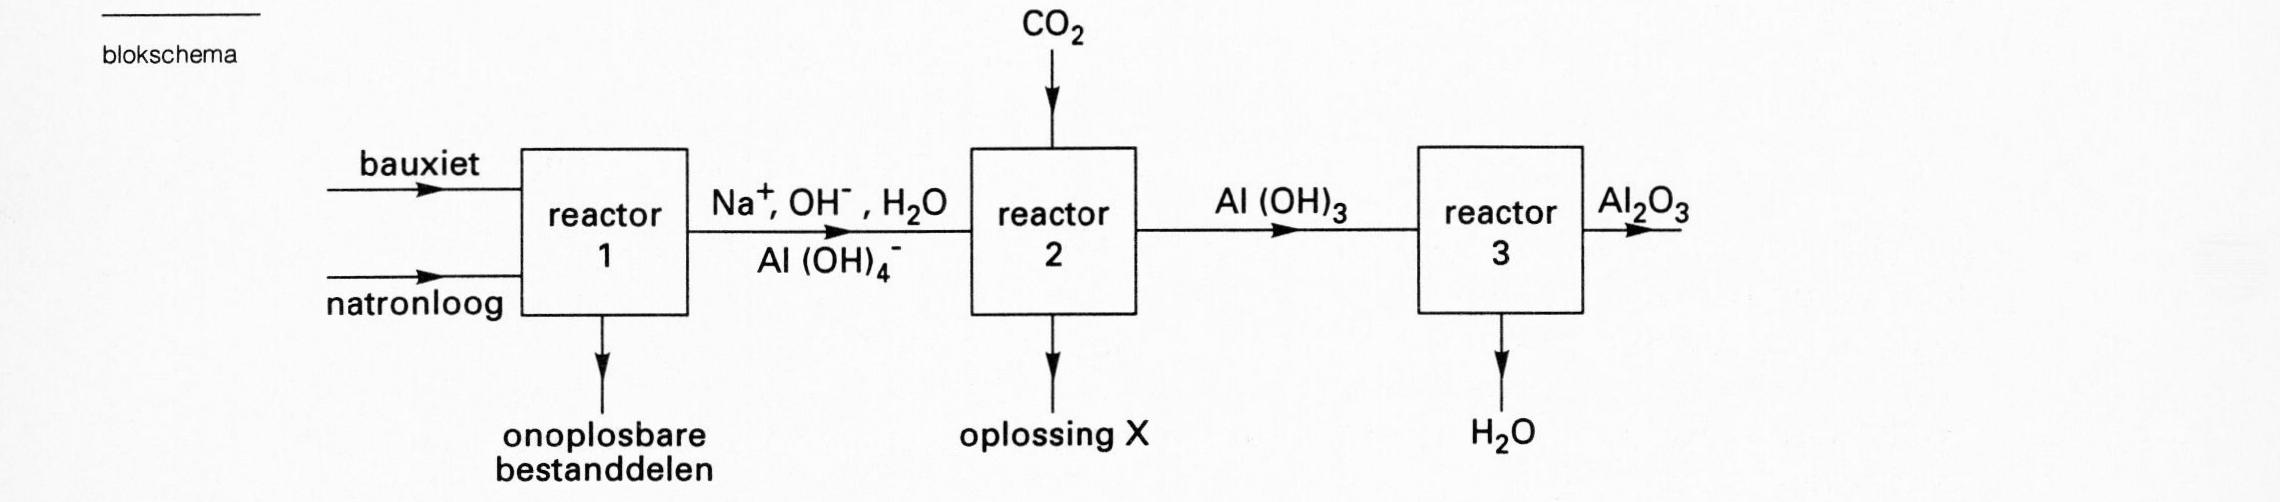 blokschema
CO₂
bauxiet
natronloog
reactor
1
onoplosbare
bestanddelen
Na⁺, OH⁻, H₂O
Al (OH)₄⁻
reactor
2
oplossing X
Al (OH)₃
reactor
3
H₂O
Al₂O₃